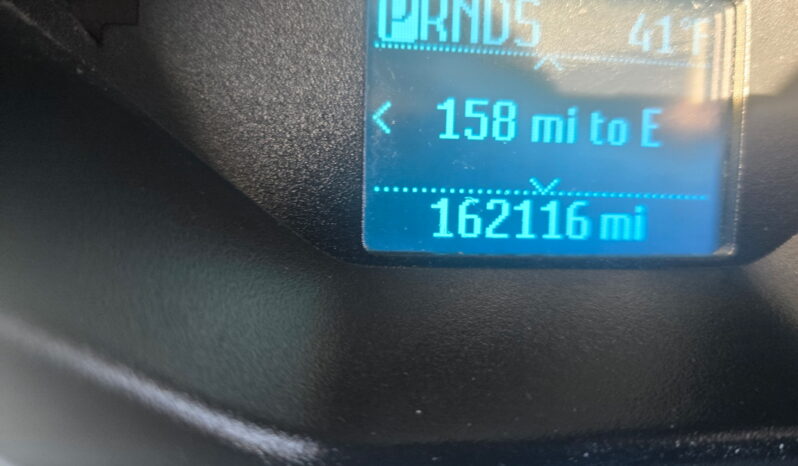 PRNDS 41°F
< 158 mi to E
162116 mi